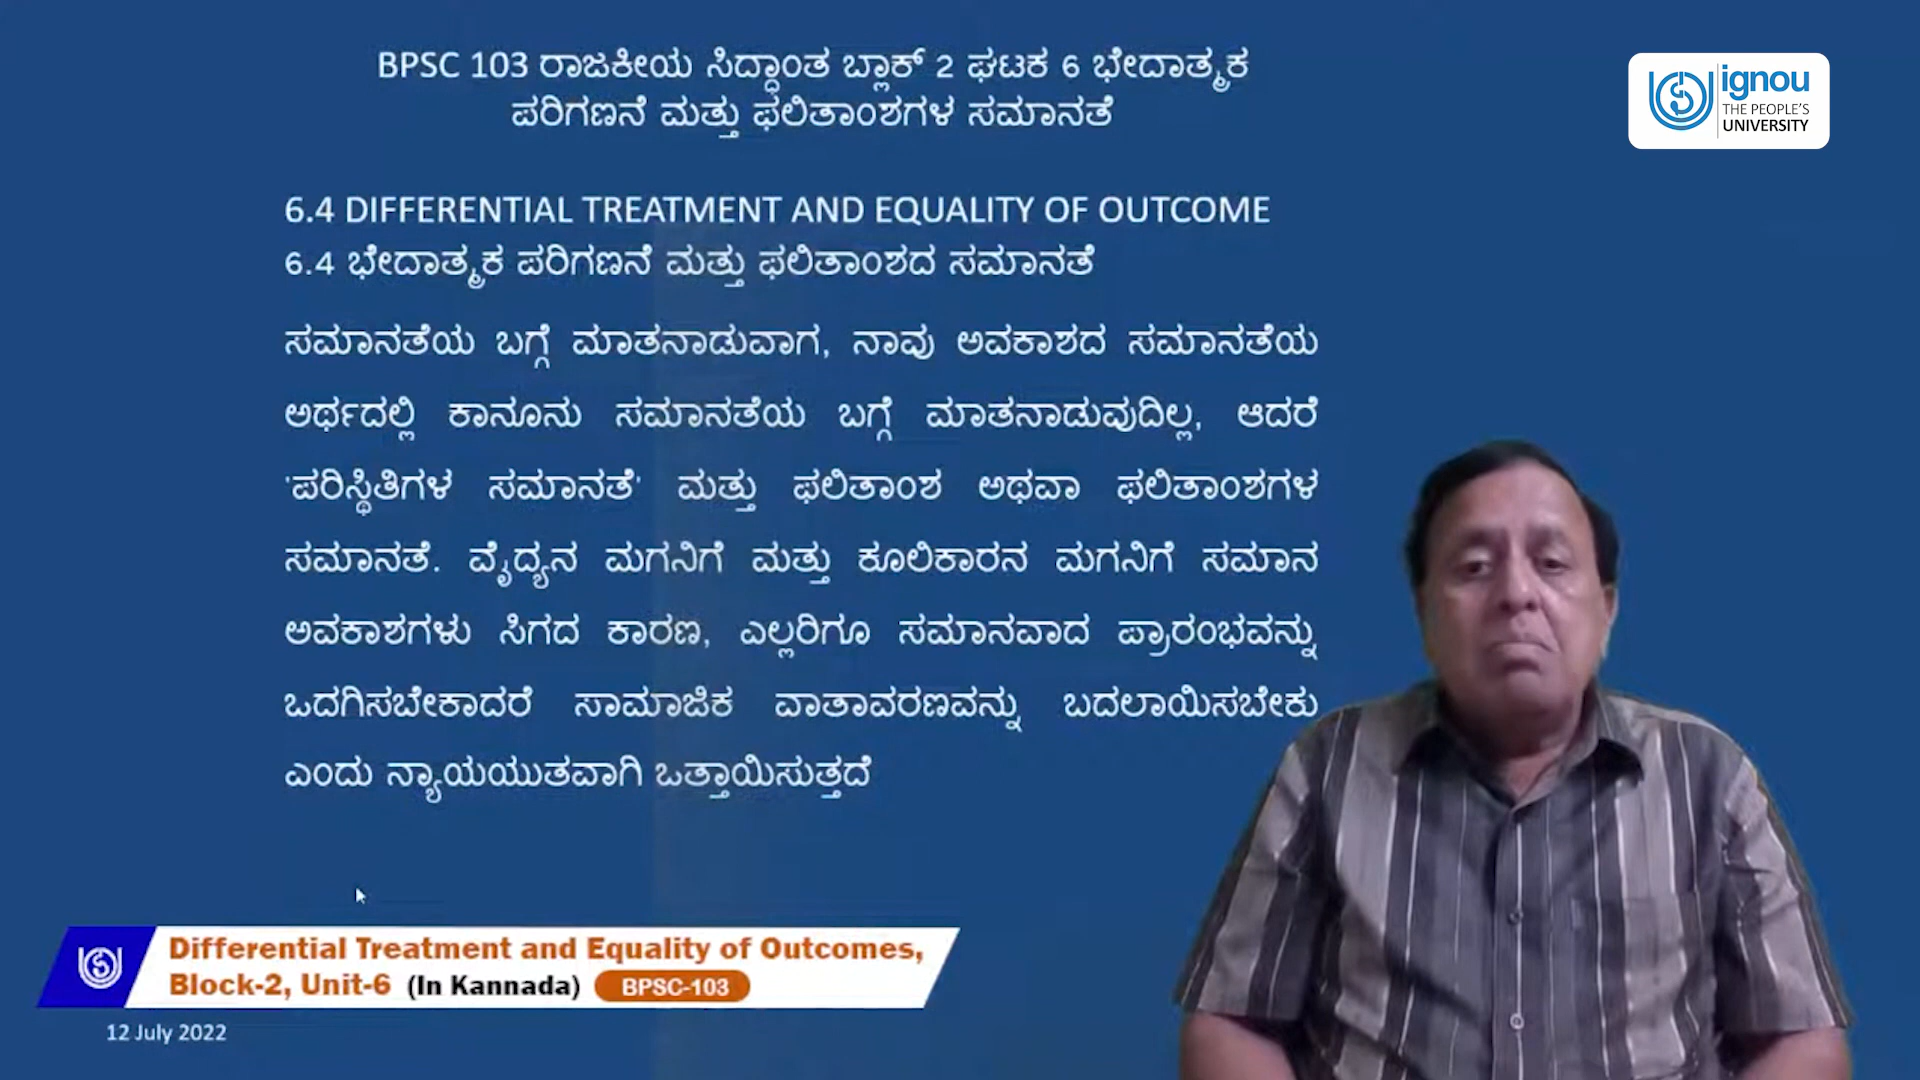 BPSC 103 ರಾಜಕೀಯ ಸಿದ್ಧಾಂತ ಬ್ಲಾಕ್ 2 ಘಟಕ 6 ಭೇದಾತ್ಮಕ
ಪರಿಗಣನೆ ಮತ್ತು ಫಲಿತಾಂಶಗಳ ಸಮಾನತೆ
ignou
THE PEOPLE'S
UNIVERSITY
6.4 DIFFERENTIAL TREATMENT AND EQUALITY OF OUTCOME
6.4 ಭೇದಾತ್ಮಕ ಪರಿಗಣನೆ ಮತ್ತು ಫಲಿತಾಂಶದ ಸಮಾನತೆ
ಸಮಾನತೆಯ ಬಗ್ಗೆ ಮಾತನಾಡುವಾಗ, ನಾವು ಅವಕಾಶದ ಸಮಾನತೆಯ
ಅರ್ಥದಲ್ಲಿ ಕಾನೂನು ಸಮಾನತೆಯ ಬಗ್ಗೆ ಮಾತನಾಡುವುದಿಲ್ಲ, ಆದರೆ
'ಪರಿಸ್ಥಿತಿಗಳ ಸಮಾನತೆ' ಮತ್ತು ಫಲಿತಾಂಶ ಅಥವಾ ಫಲಿತಾಂಶಗಳ
ಸಮಾನತೆ. ವೈದ್ಯನ ಮಗನಿಗೆ ಮತ್ತು ಕೂಲಿಕಾರನ ಮಗನಿಗೆ ಸಮಾನ
ಅವಕಾಶಗಳು ಸಿಗದ ಕಾರಣ, ಎಲ್ಲರಿಗೂ ಸಮಾನವಾದ ಪ್ರಾರಂಭವನ್ನು
ಒದಗಿಸಬೇಕಾದರೆ ಸಾಮಾಜಿಕ ವಾತಾವರಣವನ್ನು ಬದಲಾಯಿಸಬೇಕು
ಎಂದು ನ್ಯಾಯಯುತವಾಗಿ ಒತ್ತಾಯಿಸುತ್ತದೆ
Differential Treatment and Equality of Outcomes,
Block-2, Unit-6 (In Kannada) BPSC-103
12 July 2022